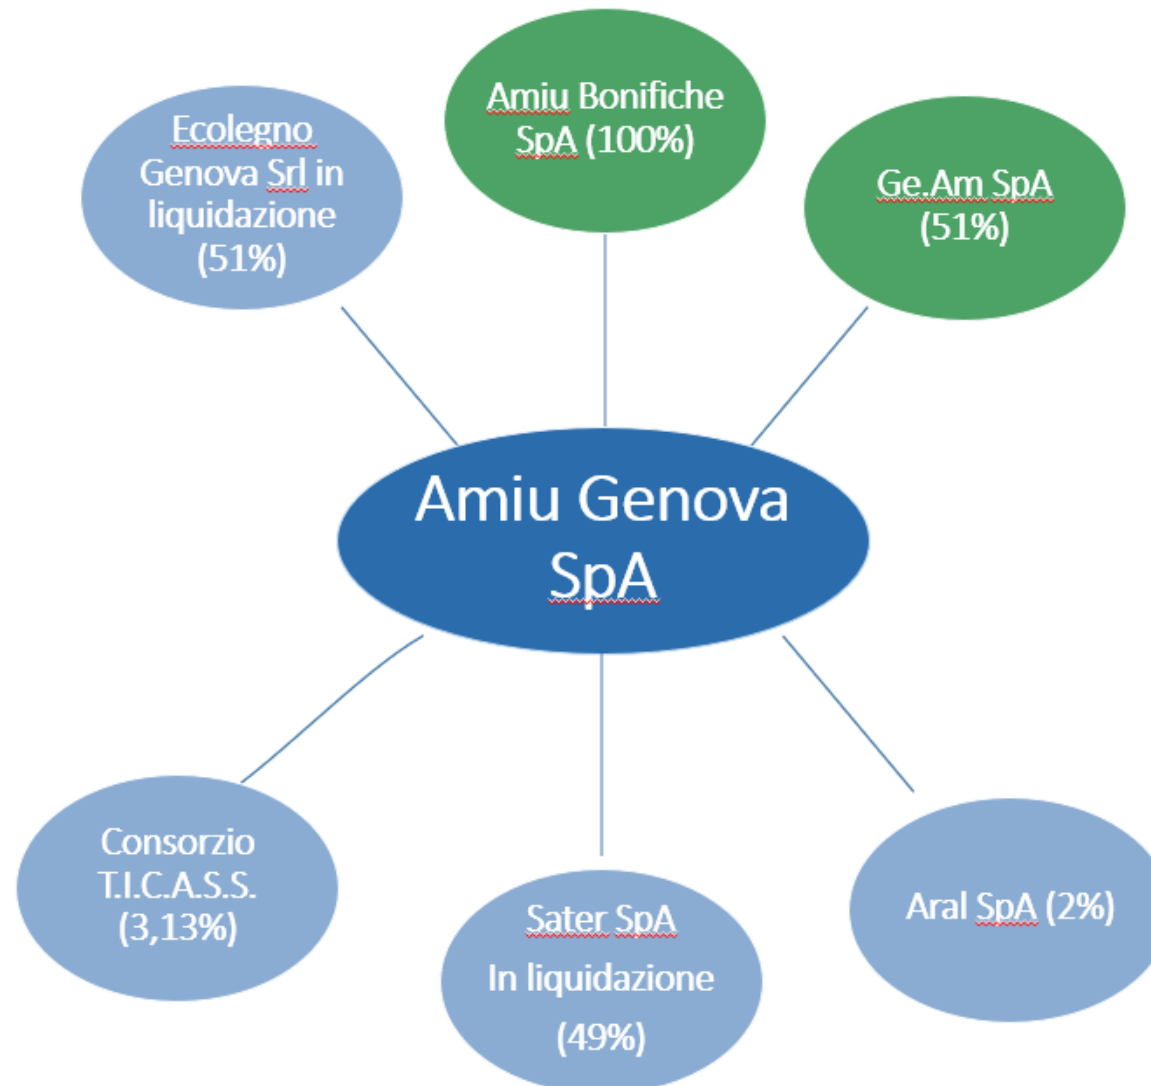 Amiu Bonifiche
SpA (100%)
Ecolegno
Genova Srl in
liquidazione
(51%)
Ge.Am SpA
(51%)
Amiu Genova
SpA
Consorzio
T.I.C.A.S.S.
(3,13%)
Sater SpA
In liquidazione
(49%)
Aral SpA (2%)